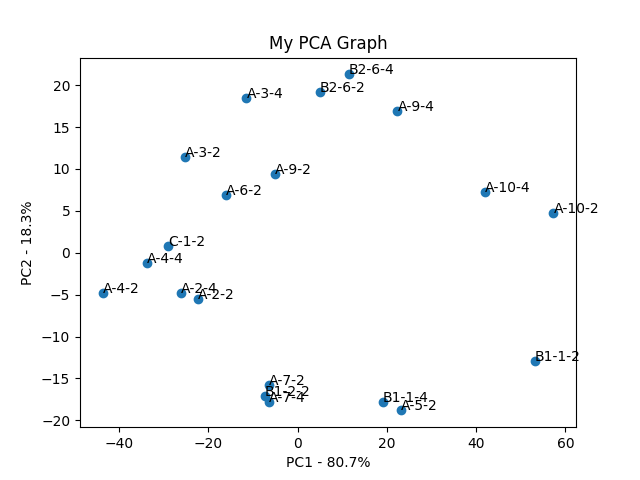 My PCA Graph
B2-6-4
B2-6-2
A-3-4
A-9-4
A-3-2
A-9-2
A-6-2
A-10-4
A-10-2
C-1-2
A-4-4
A-4-2
A-2-4
A-2-2
B1-1-2
A-7-2
B1-2-2
A-7-4
B1-1-4
A-5-2
20
15
10
5
0
−5
−10
−15
−20
PC2 - 18.3%
−40
−20
0
20
40
60
PC1 - 80.7%